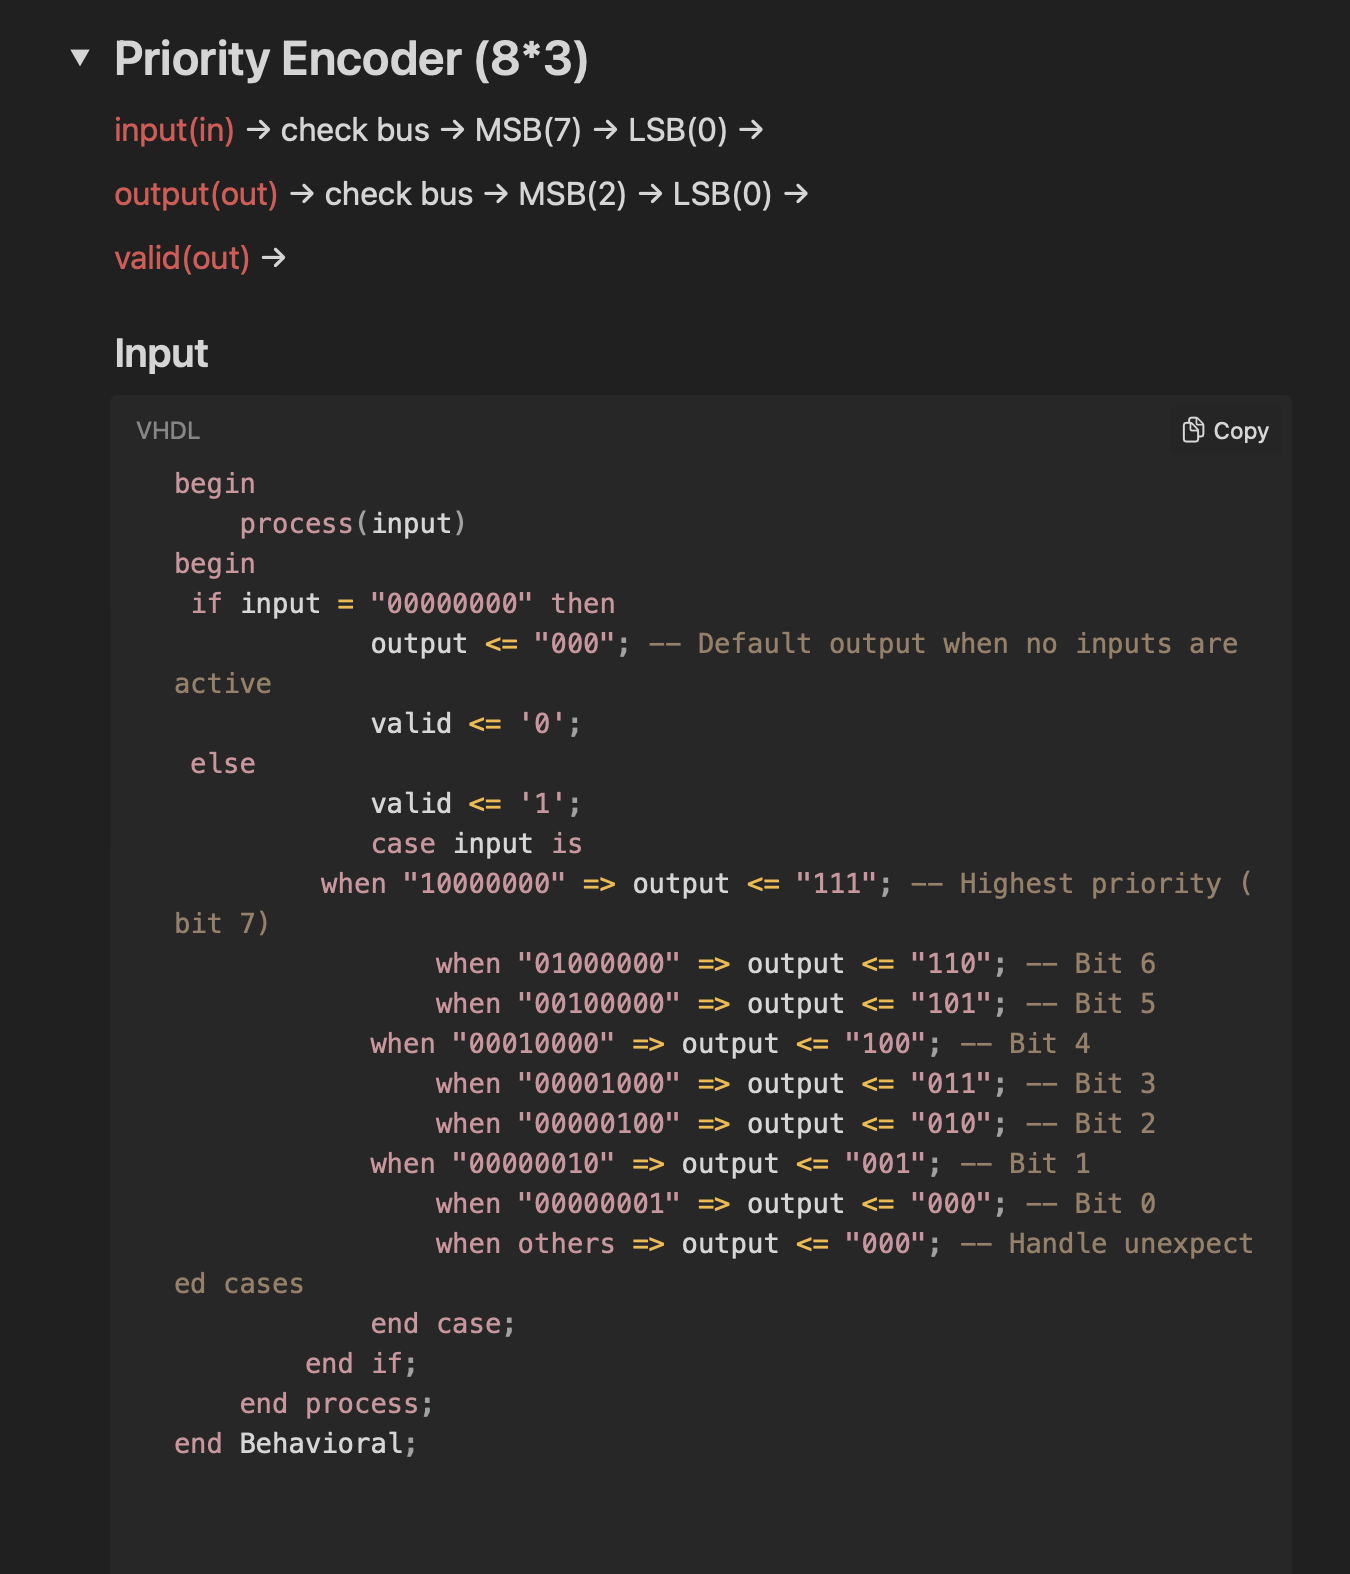 ▼ Priority Encoder (8*3)
input(in) → check bus → MSB(7) → LSB(0) →
output(out) → check bus → MSB(2) → LSB(0) →
valid(out) →
Input
VHDL
Copy
begin
    process(input)
begin
 if input = "00000000" then
            output <= "000"; -- Default output when no inputs are
active
            valid <= '0';
 else
            valid <= '1';
            case input is
         when "10000000" => output <= "111"; -- Highest priority (
bit 7)
                when "01000000" => output <= "110"; -- Bit 6
                when "00100000" => output <= "101"; -- Bit 5
            when "00010000" => output <= "100"; -- Bit 4
                when "00001000" => output <= "011"; -- Bit 3
                when "00000100" => output <= "010"; -- Bit 2
            when "00000010" => output <= "001"; -- Bit 1
                when "00000001" => output <= "000"; -- Bit 0
                when others => output <= "000"; -- Handle unexpect
ed cases
            end case;
        end if;
    end process;
end Behavioral;